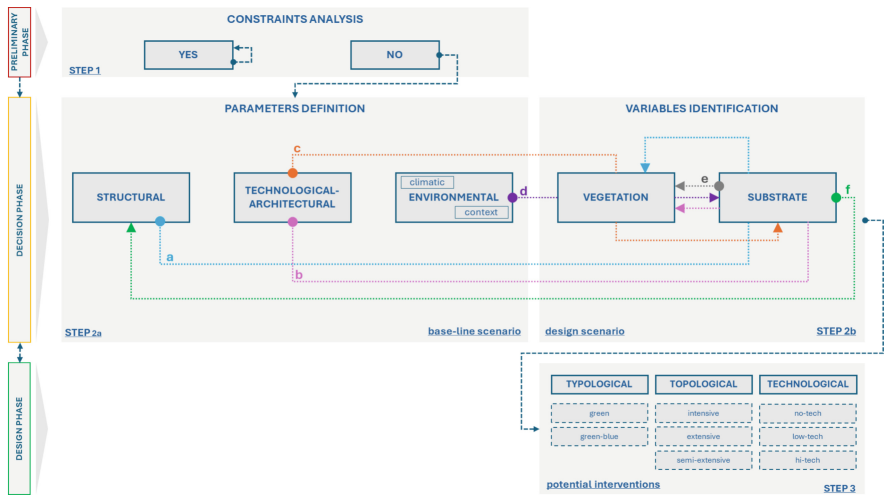 PRELIMINARY
PHASE
CONSTRAINTS ANALYSIS
YES
NO
STEP 1
DECISION PHASE
PARAMETERS DEFINITION
VARIABLES IDENTIFICATION
c
STRUCTURAL
TECHNOLOGICAL-
ARCHITECTURAL
climatic
ENVIRONMENTAL
context
d
VEGETATION
e
SUBSTRATE
f
a
b
STEP 2a
base-line scenario
design scenario
STEP 2b
DESIGN PHASE
TYPOLOGICAL
TOPOLOGICAL
TECHNOLOGICAL
green
intensive
no-tech
green-blue
extensive
low-tech
semi-extensive
hi-tech
potential interventions
STEP 3